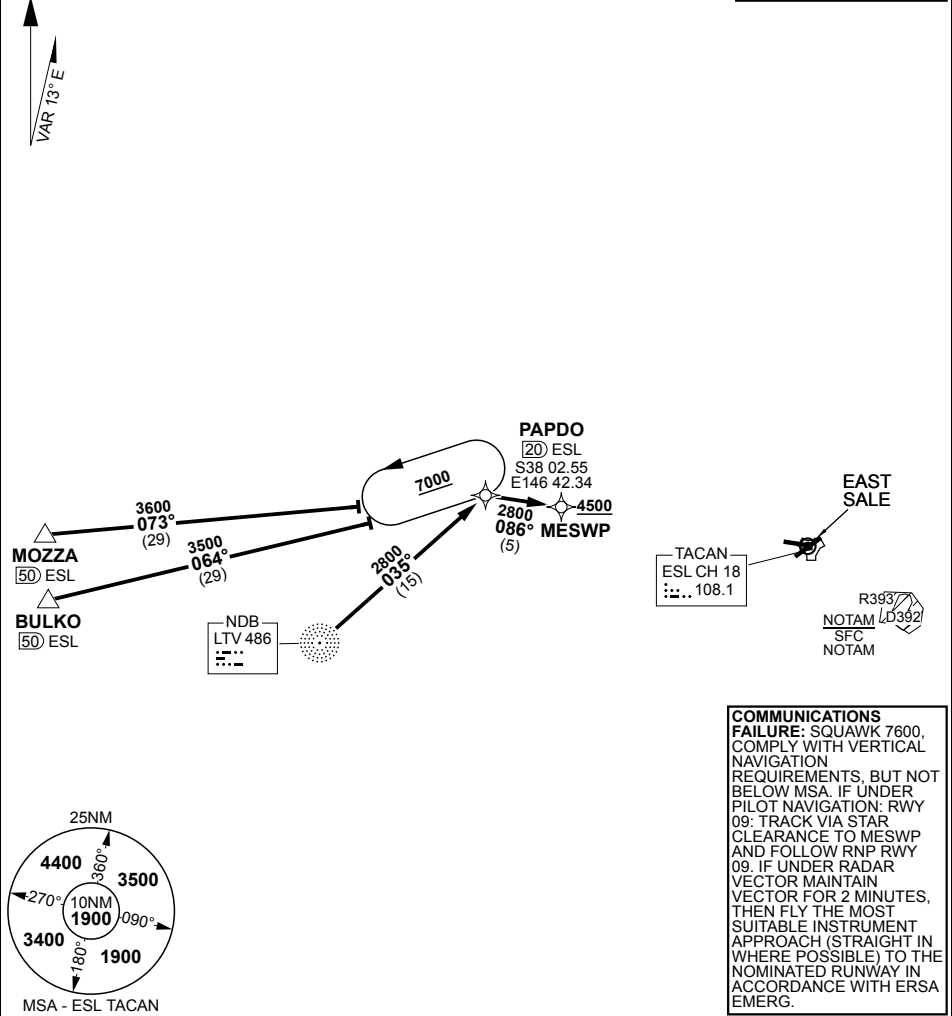 VAR 13° E
PAPDO
20 ESL
S38 02.55
E146 42.34
7000
4500
MESWP
2800
086°
(5)
3600
073°
(29)
MOZZA
50 ESL
3500
064°
(29)
BULKO
50 ESL
2800
035°
(15)
NDB
LTV 486
EAST
SALE
TACAN
ESL CH 18
108.1
R393
D392
NOTAM
SFC
NOTAM
COMMUNICATIONS
FAILURE: SQUAWK 7600,
COMPLY WITH VERTICAL
NAVIGATION
REQUIREMENTS, BUT NOT
BELOW MSA. IF UNDER
PILOT NAVIGATION: RWY
09: TRACK VIA STAR
CLEARANCE TO MESWP
AND FOLLOW RNP RWY
09. IF UNDER RADAR
VECTOR MAINTAIN
VECTOR FOR 2 MINUTES,
THEN FLY THE MOST
SUITABLE INSTRUMENT
APPROACH (STRAIGHT IN
WHERE POSSIBLE) TO THE
NOMINATED RUNWAY IN
ACCORDANCE WITH ERSA
EMERG.
25NM
4400
360°
3500
270°
10NM
1900
090°
3400
180°
1900
MSA - ESL TACAN